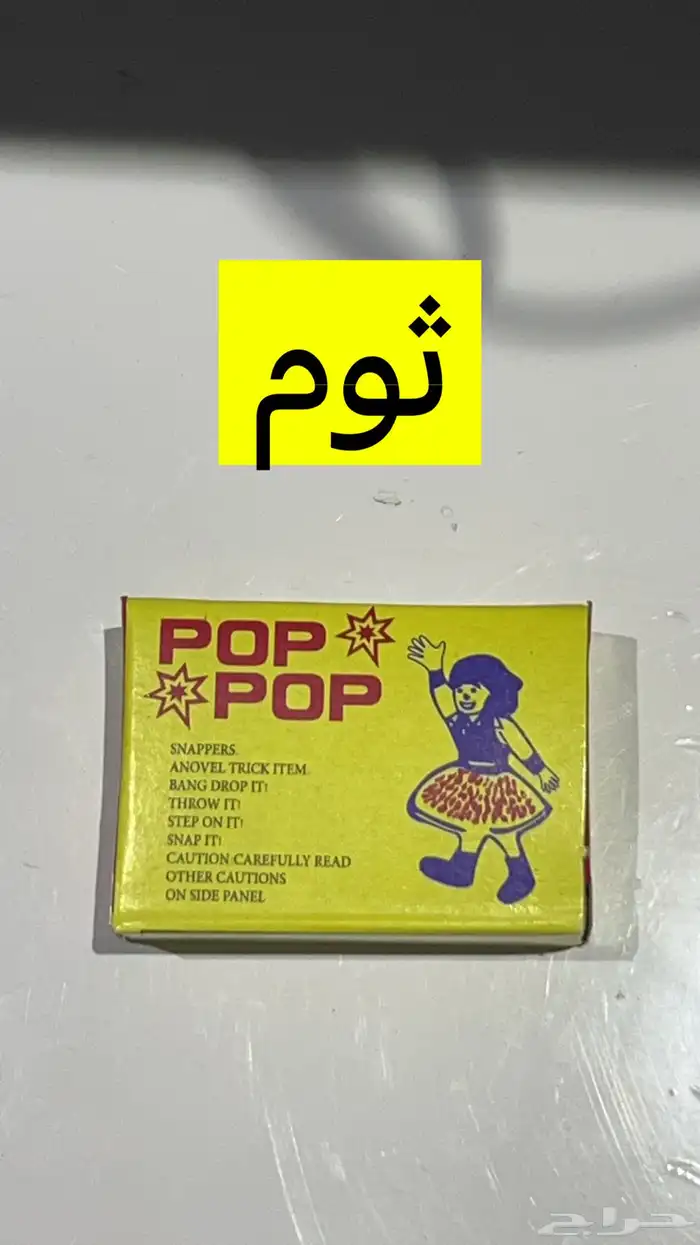 ثوم
POP
POP
SNAPPERS.
ANOVEL TRICK ITEM.
BANG DROP IT!
THROW IT!
STEP ON IT!
SNAP IT!
CAUTION:CAREFULLY READ
OTHER CAUTIONS
ON SIDE PANEL
حراج